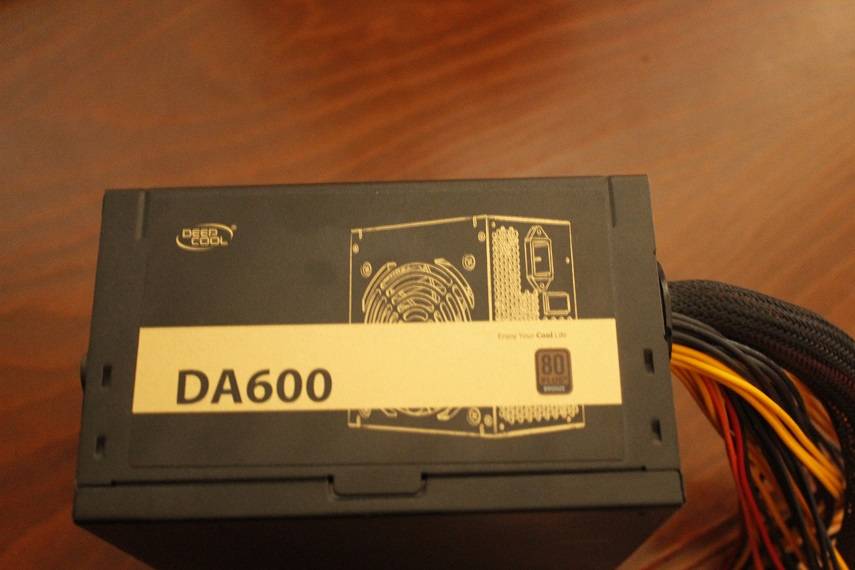 DEEP
COOL
Enjoy Your Cool Life
DA600
80
PLUS
BRONZE